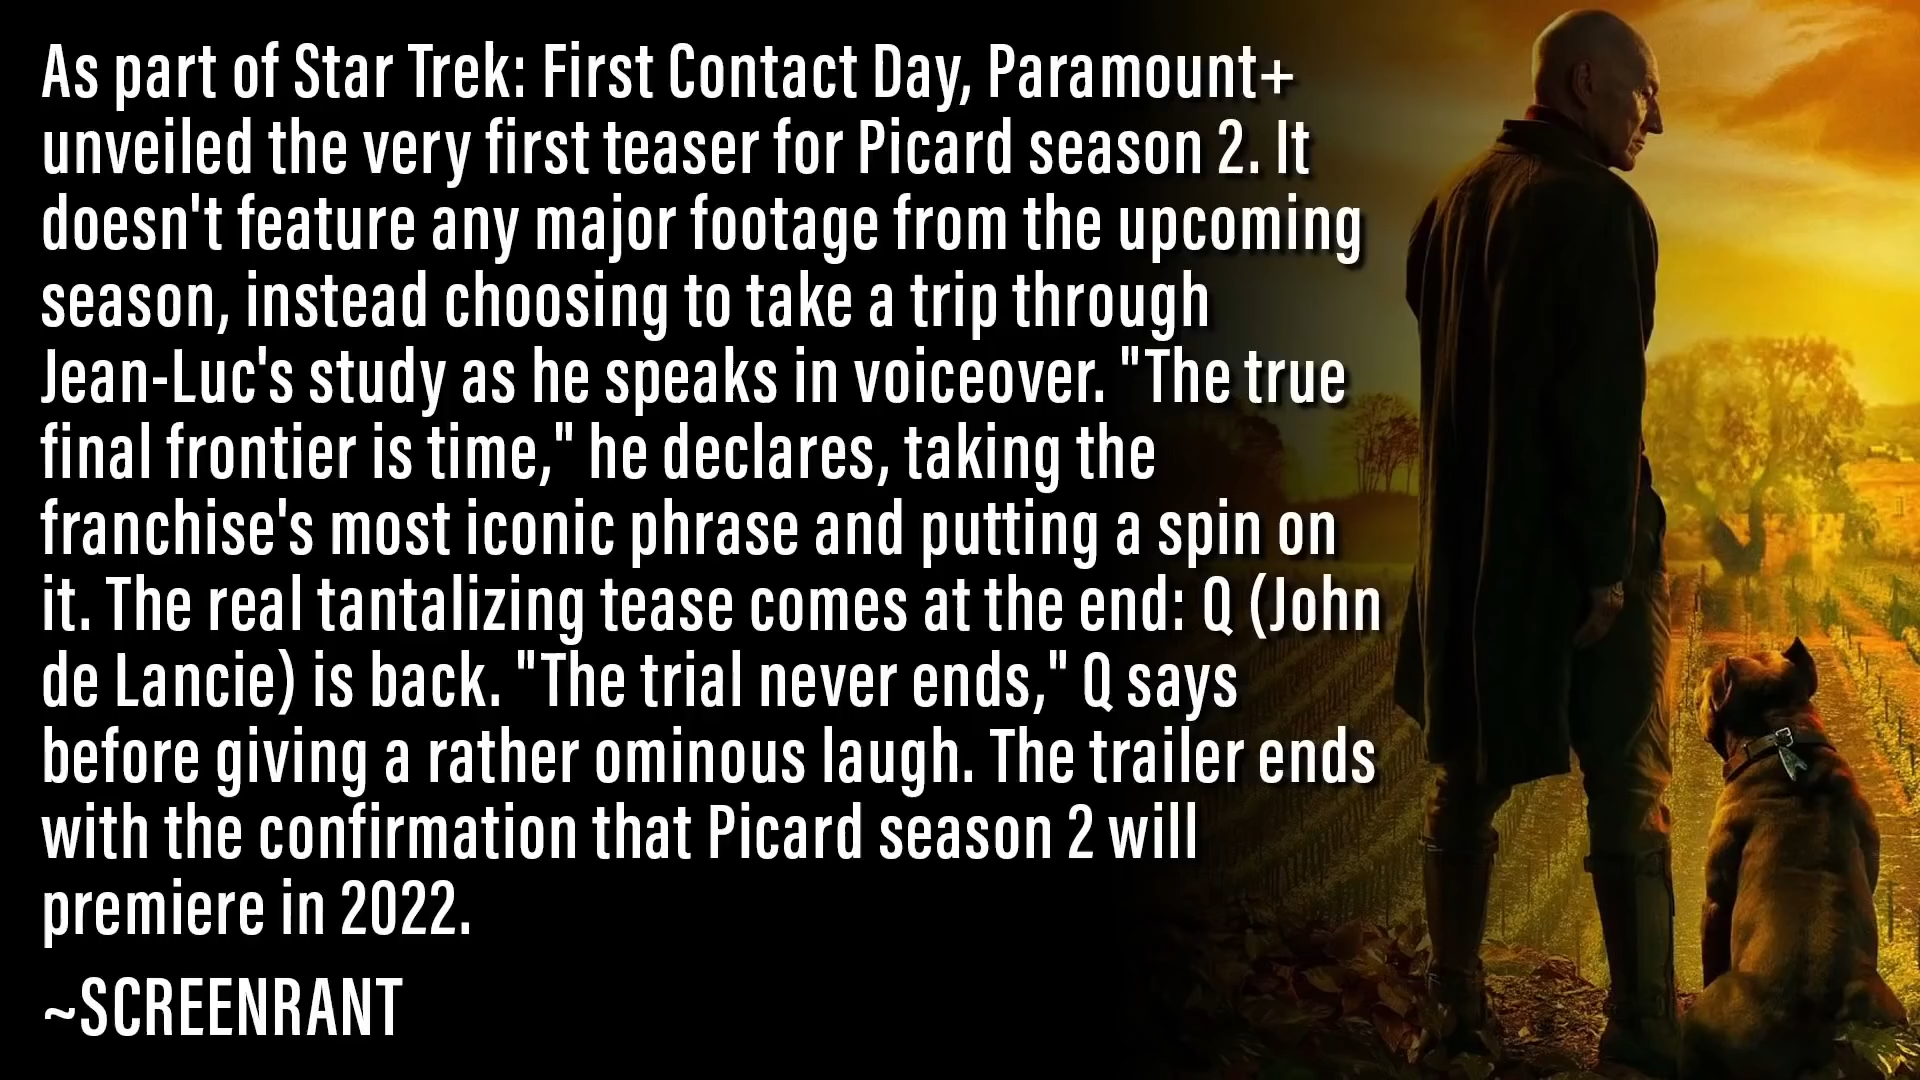 As part of Star Trek: First Contact Day, Paramount+
unveiled the very first teaser for Picard season 2. It
doesn't feature any major footage from the upcoming
season, instead choosing to take a trip through
Jean-Luc's study as he speaks in voiceover. "The true
final frontier is time," he declares, taking the
franchise's most iconic phrase and putting a spin on
it. The real tantalizing tease comes at the end: Q (John
de Lancie) is back. "The trial never ends," Q says
before giving a rather ominous laugh. The trailer ends
with the confirmation that Picard season 2 will
premiere in 2022.
~SCREENRANT